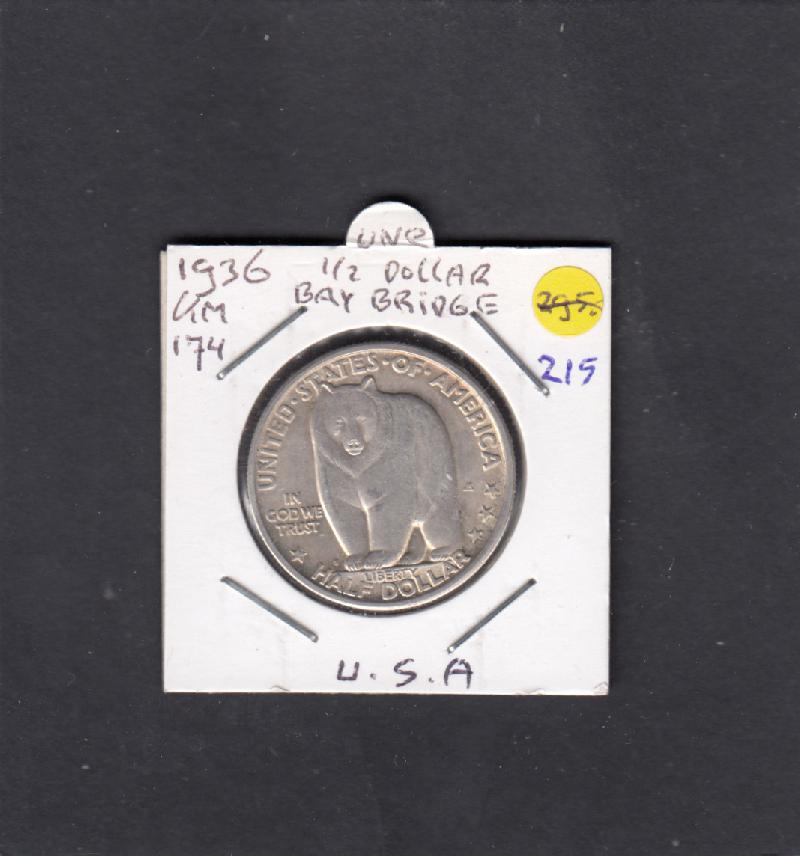 UNC
1936 1/2 DOLLAR
KM BAY BRIDGE
174
295.
215
UNITED·STATES·OF·AMERICA
IN
GOD WE
TRUST
LIBERTY
HALF DOLLAR
U.S.A